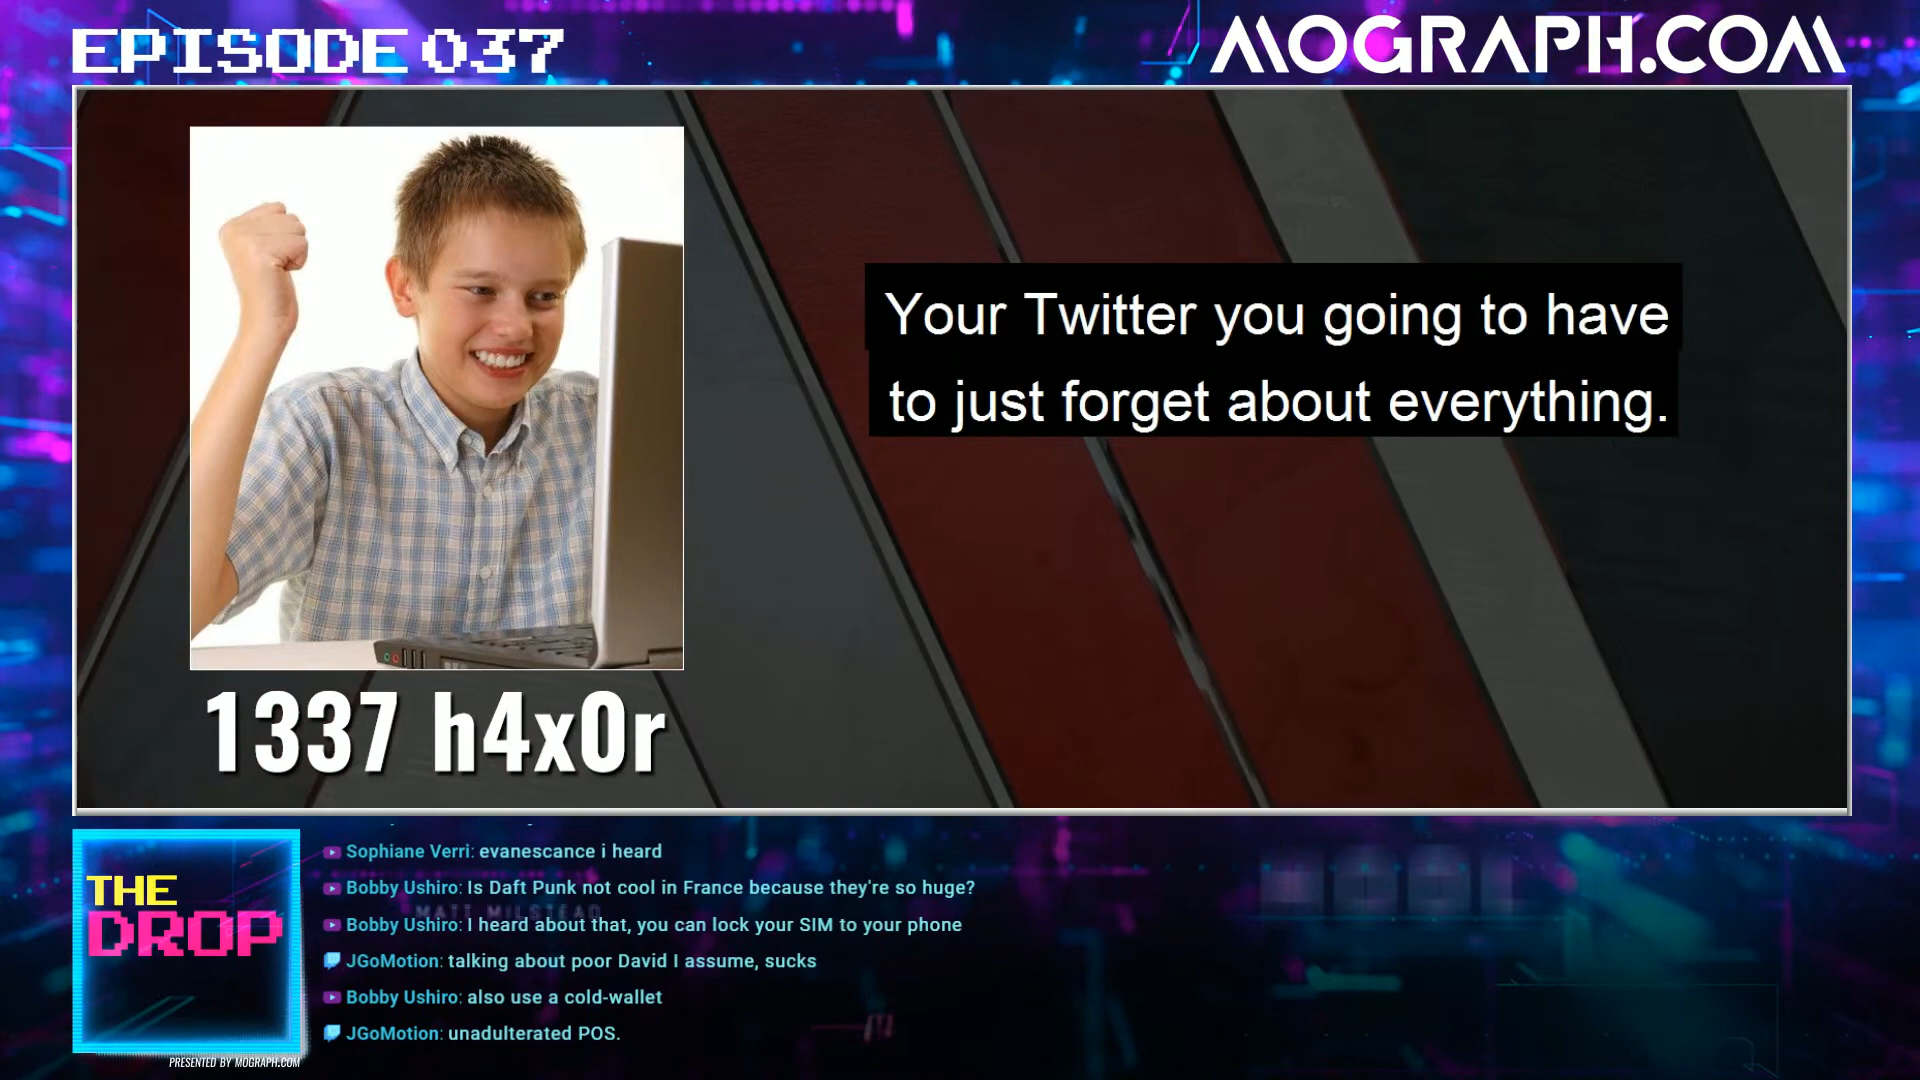 EPISODE 037
MOGRAPH.COM
Your Twitter you going to have
to just forget about everything.
1337 h4x0r
THE
DROP
PRESENTED BY MOGRAPH.COM
Sophiane Verri: evanescance i heard
Bobby Ushiro: Is Daft Punk not cool in France because they're so huge?
MATT MILSTEAD
Bobby Ushiro: I heard about that, you can lock your SIM to your phone
JGoMotion: talking about poor David I assume, sucks
Bobby Ushiro: also use a cold-wallet
JGoMotion: unadulterated POS.